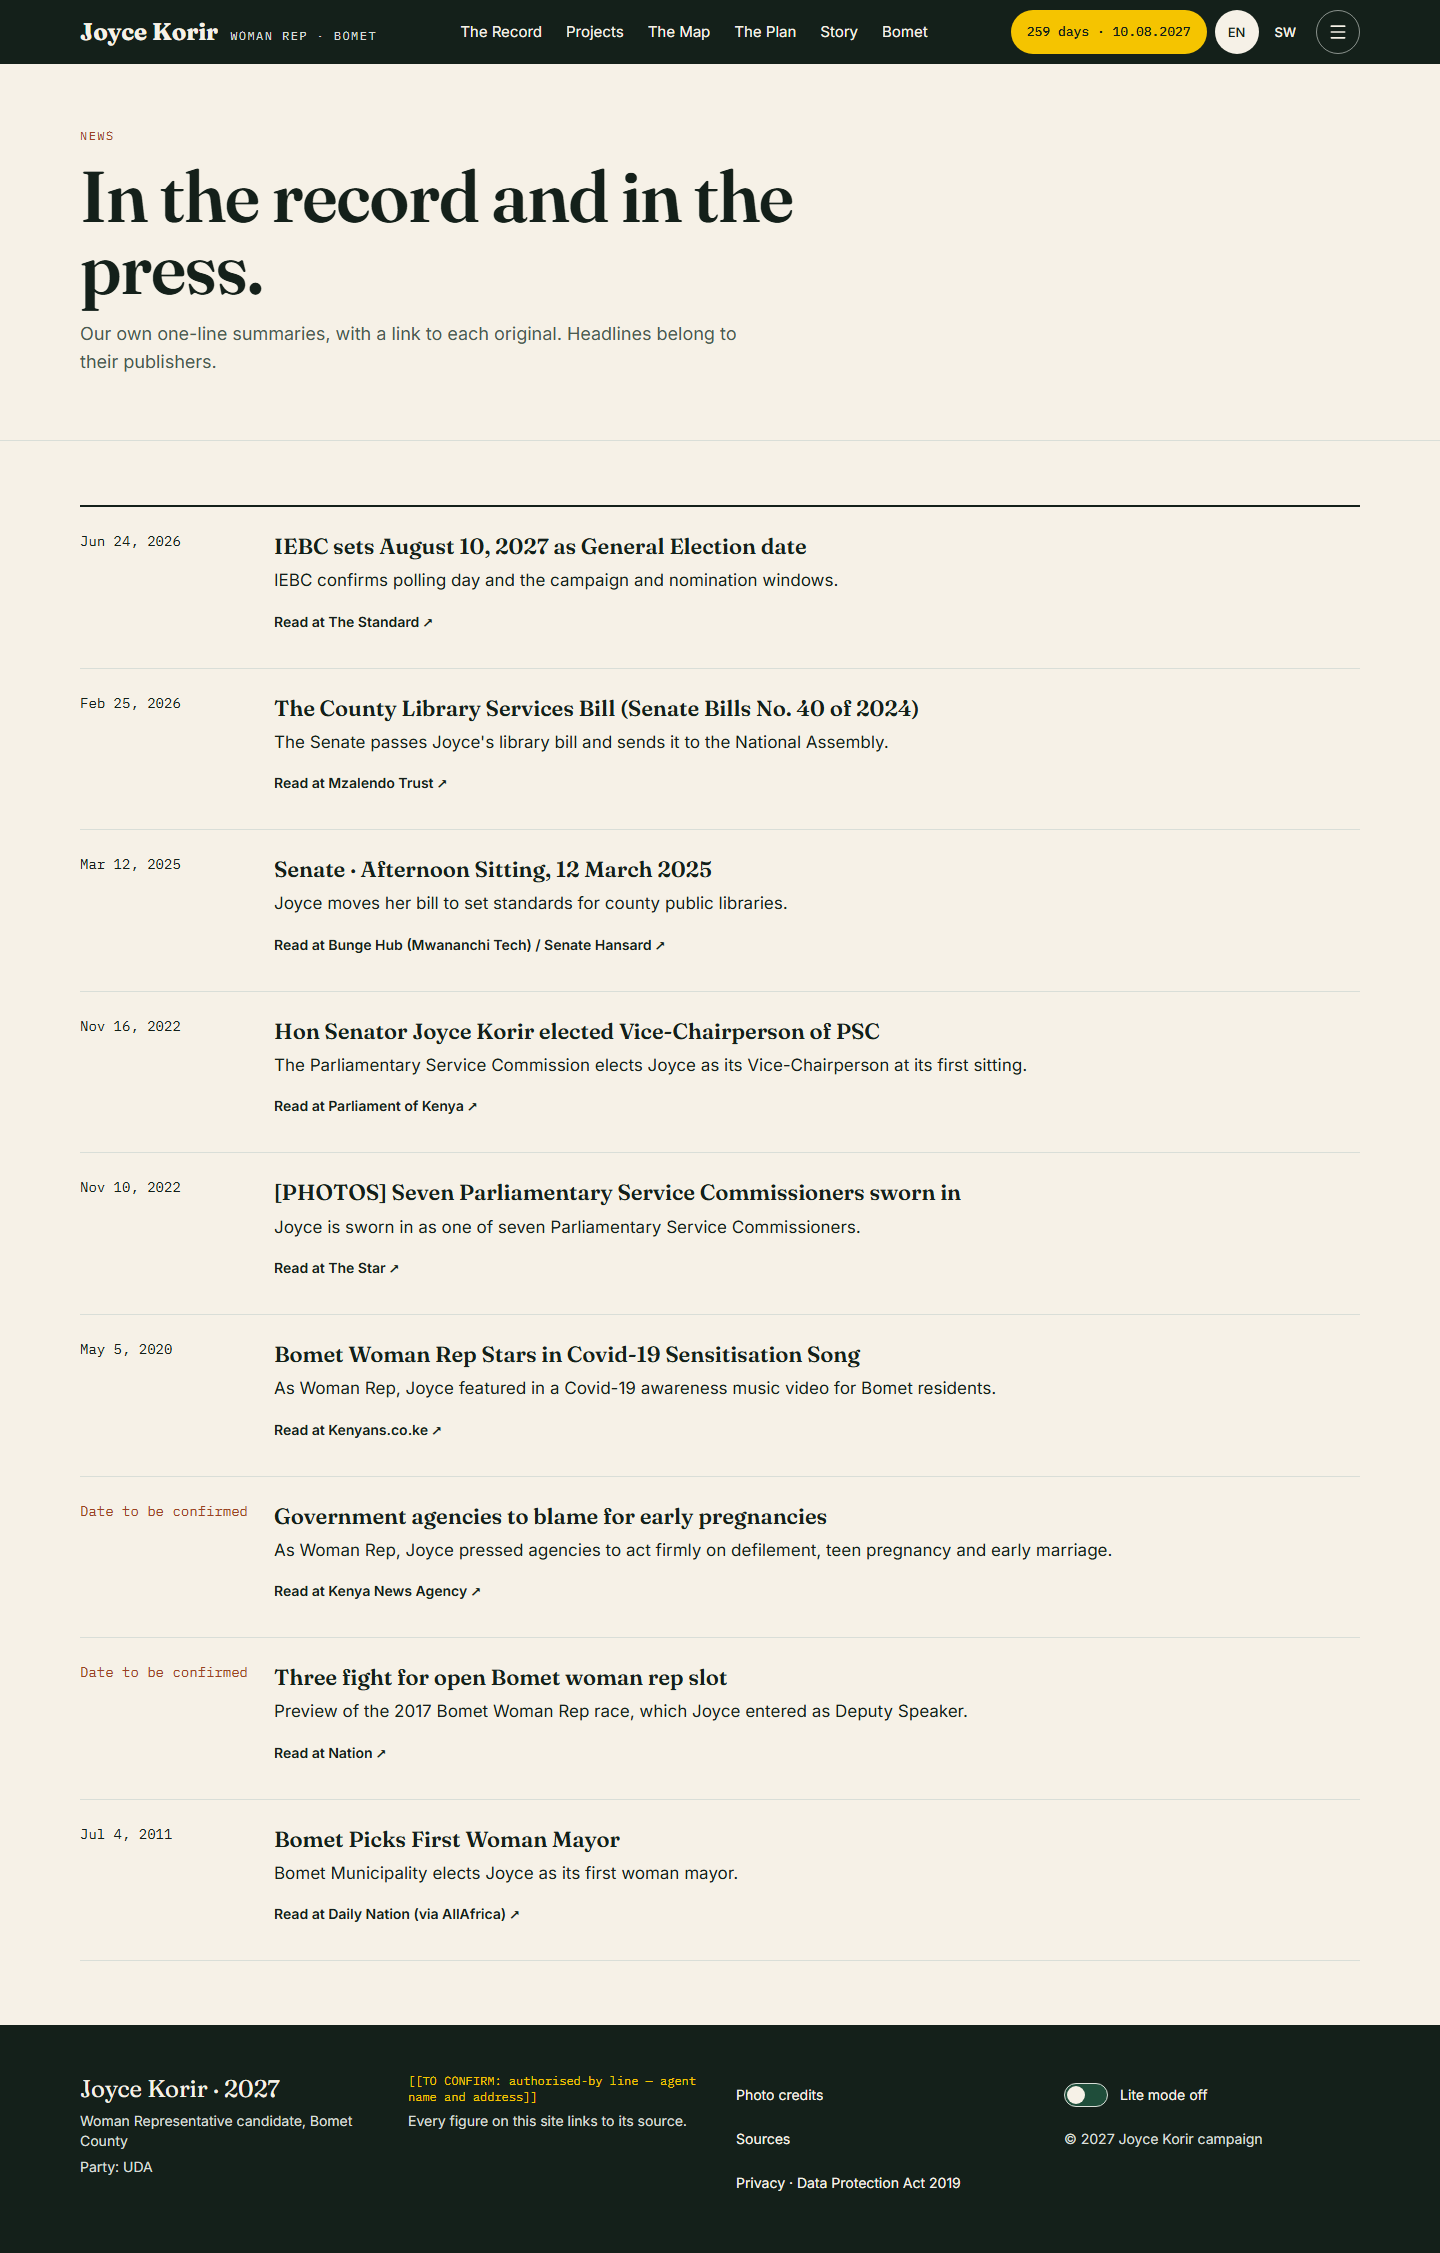 Joyce Korir WOMAN REP · BOMET
The Record Projects The Map The Plan Story Bomet
259 days · 10.08.2027 EN SW
NEWS
In the record and in the
press.
Our own one-line summaries, with a link to each original. Headlines belong to
their publishers.
Jun 24, 2026
IEBC sets August 10, 2027 as General Election date
IEBC confirms polling day and the campaign and nomination windows.
Read at The Standard ↗
Feb 25, 2026
The County Library Services Bill (Senate Bills No. 40 of 2024)
The Senate passes Joyce's library bill and sends it to the National Assembly.
Read at Mzalendo Trust ↗
Mar 12, 2025
Senate · Afternoon Sitting, 12 March 2025
Joyce moves her bill to set standards for county public libraries.
Read at Bunge Hub (Mwananchi Tech) / Senate Hansard ↗
Nov 16, 2022
Hon Senator Joyce Korir elected Vice-Chairperson of PSC
The Parliamentary Service Commission elects Joyce as its Vice-Chairperson at its first sitting.
Read at Parliament of Kenya ↗
Nov 10, 2022
[PHOTOS] Seven Parliamentary Service Commissioners sworn in
Joyce is sworn in as one of seven Parliamentary Service Commissioners.
Read at The Star ↗
May 5, 2020
Bomet Woman Rep Stars in Covid-19 Sensitisation Song
As Woman Rep, Joyce featured in a Covid-19 awareness music video for Bomet residents.
Read at Kenyans.co.ke ↗
Date to be confirmed
Government agencies to blame for early pregnancies
As Woman Rep, Joyce pressed agencies to act firmly on defilement, teen pregnancy and early marriage.
Read at Kenya News Agency ↗
Date to be confirmed
Three fight for open Bomet woman rep slot
Preview of the 2017 Bomet Woman Rep race, which Joyce entered as Deputy Speaker.
Read at Nation ↗
Jul 4, 2011
Bomet Picks First Woman Mayor
Bomet Municipality elects Joyce as its first woman mayor.
Read at Daily Nation (via AllAfrica) ↗
Joyce Korir · 2027
Woman Representative candidate, Bomet
County
Party: UDA
[[TO CONFIRM: authorised-by line — agent
name and address]]
Every figure on this site links to its source.
Photo credits
Sources
Privacy · Data Protection Act 2019
Lite mode off
© 2027 Joyce Korir campaign